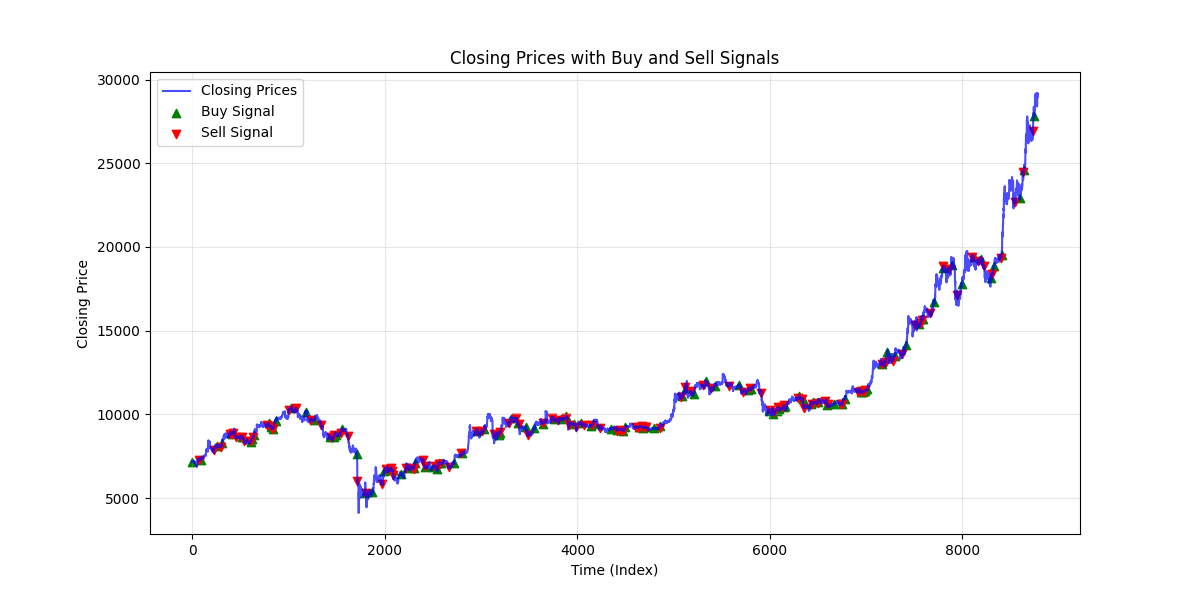 Closing Prices with Buy and Sell Signals
Closing Prices
Buy Signal
Sell Signal
30000
25000
20000
15000
10000
5000
Closing Price
0
2000
4000
6000
8000
Time (Index)